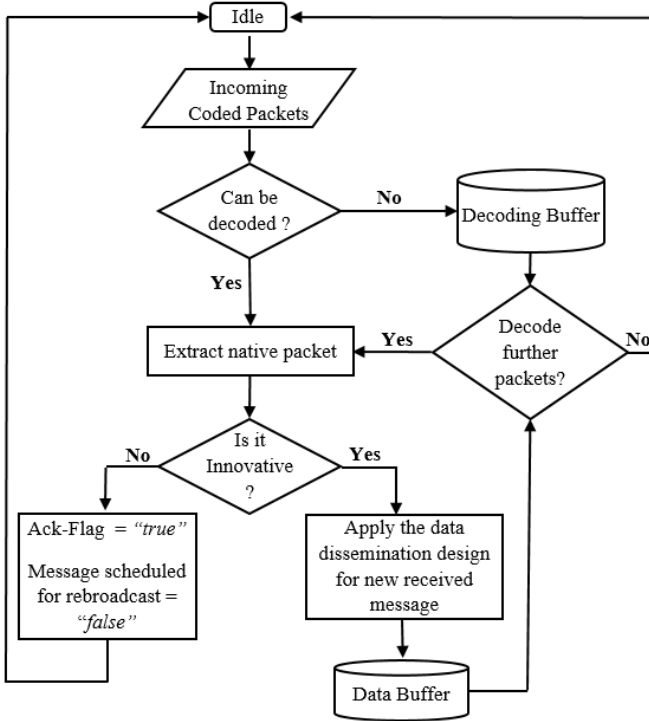 Idle
Incoming
Coded Packets
Can be
decoded ?
No
Decoding Buffer
Yes
Extract native packet
Yes
Decode
further
packets?
No
Is it
Innovative
?
No
Yes
Ack-Flag = “true”
Message scheduled
for rebroadcast =
“false”
Apply the data
dissemination design
for new received
message
Data Buffer